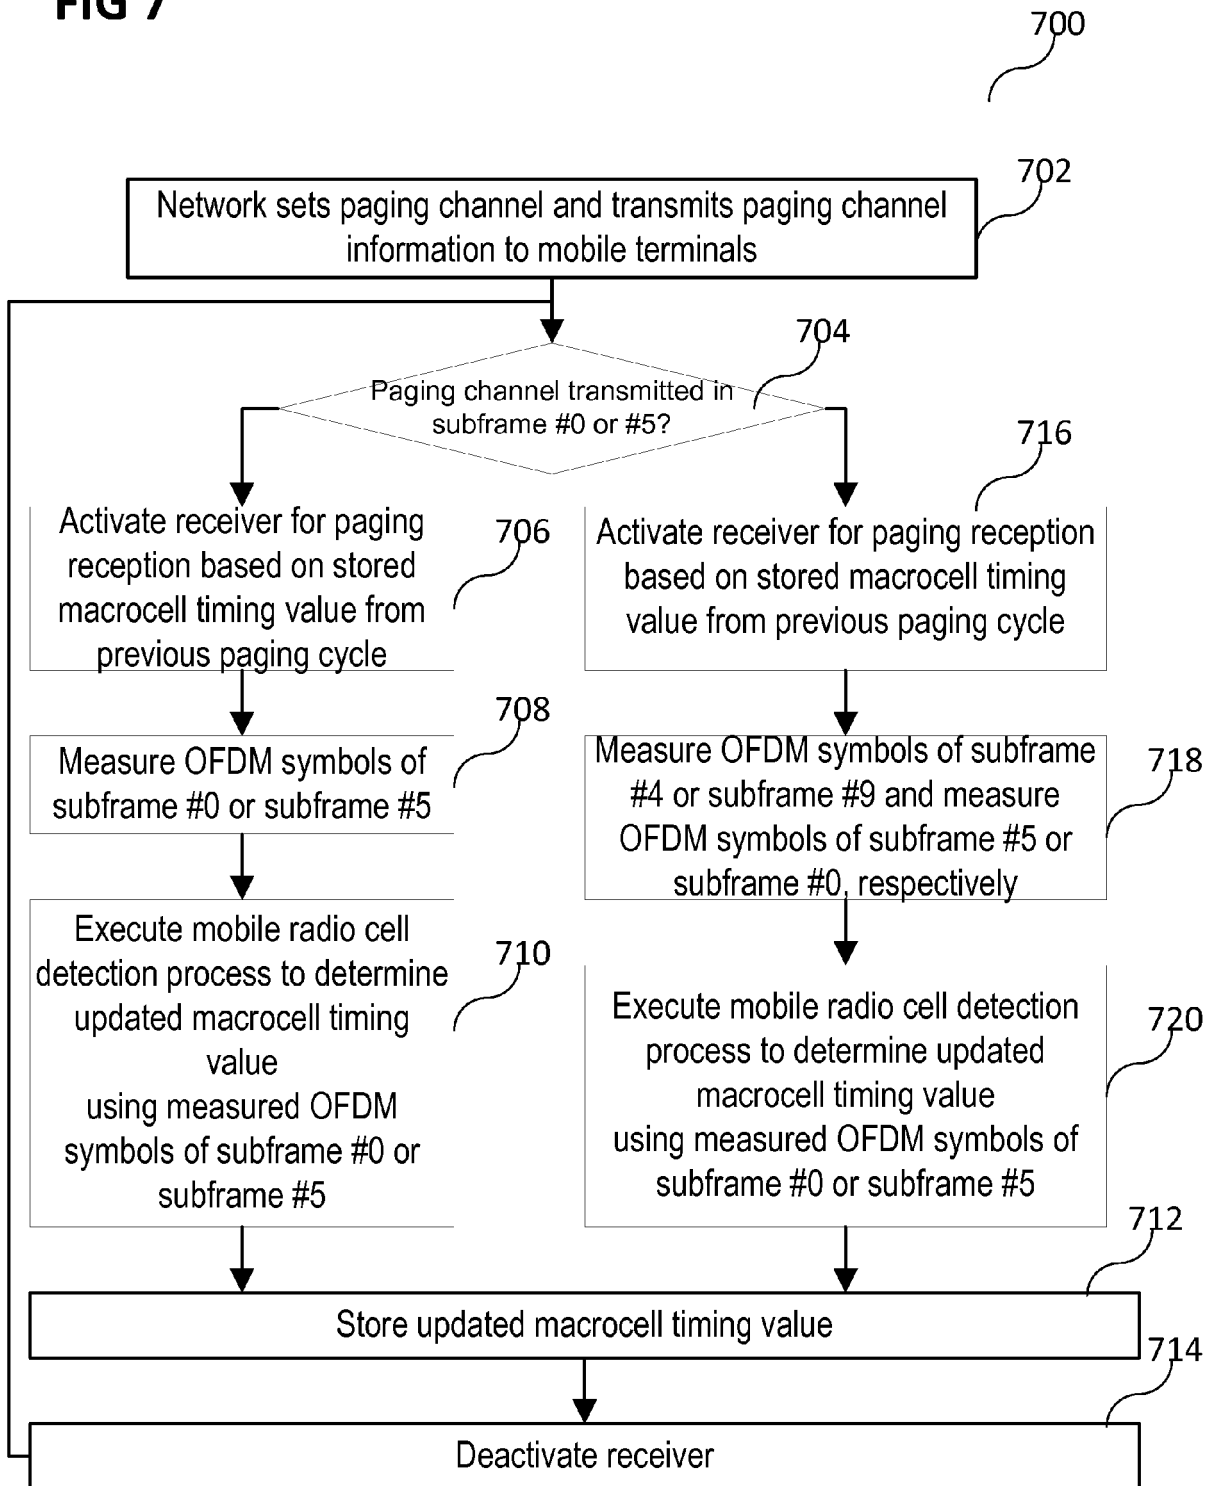 FIG 7
700
702
Network sets paging channel and transmits paging channel
information to mobile terminals
704
Paging channel transmitted in
subframe #0 or #5?
706
Activate receiver for paging
reception based on stored
macrocell timing value from
previous paging cycle
716
Activate receiver for paging reception
based on stored macrocell timing
value from previous paging cycle
708
Measure OFDM symbols of
subframe #0 or subframe #5
718
Measure OFDM symbols of subframe
#4 or subframe #9 and measure
OFDM symbols of subframe #5 or
subframe #0, respectively
710
Execute mobile radio cell
detection process to determine
updated macrocell timing
value
using measured OFDM
symbols of subframe #0 or
subframe #5
720
Execute mobile radio cell detection
process to determine updated
macrocell timing value
using measured OFDM symbols of
subframe #0 or subframe #5
712
Store updated macrocell timing value
714
Deactivate receiver